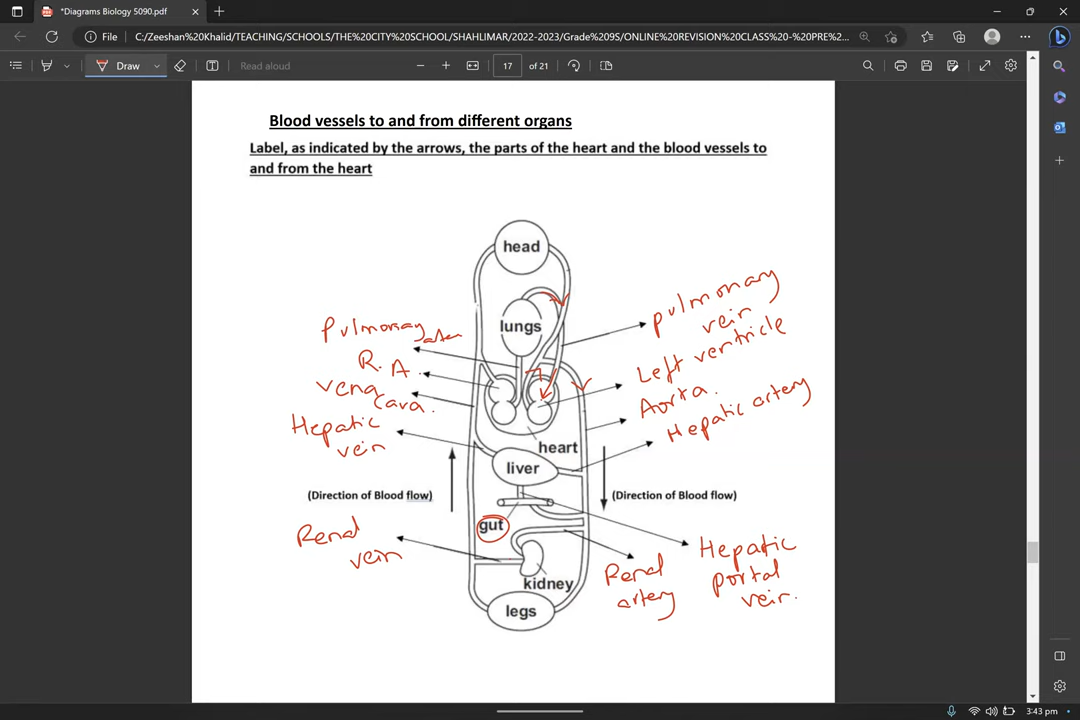 *Diagrams Biology 5090.pdf
File
C:/Zeeshan%20Khalid/TEACHING/SCHOOLS/THE%20CITY%20SCHOOL/SHAHLIMAR/2022-2023/Grade%209S/ONLINE%20REVISION%20CLASS%20-%20PRE%...
Draw
Read aloud
17
of 21
Blood vessels to and from different organs
Label, as indicated by the arrows, the parts of the heart and the blood vessels to
and from the heart
head
lungs
heart
liver
gut
kidney
legs
Pulmonary
R. A
vena
cava.
Hepatic
vein
(Direction of Blood flow)
Renal
vein
pulmonary
vein
Left ventricle
Aorta.
Hepatic artery
(Direction of Blood flow)
Hepatic
portal
vein.
Renal
artery
3:43 pm